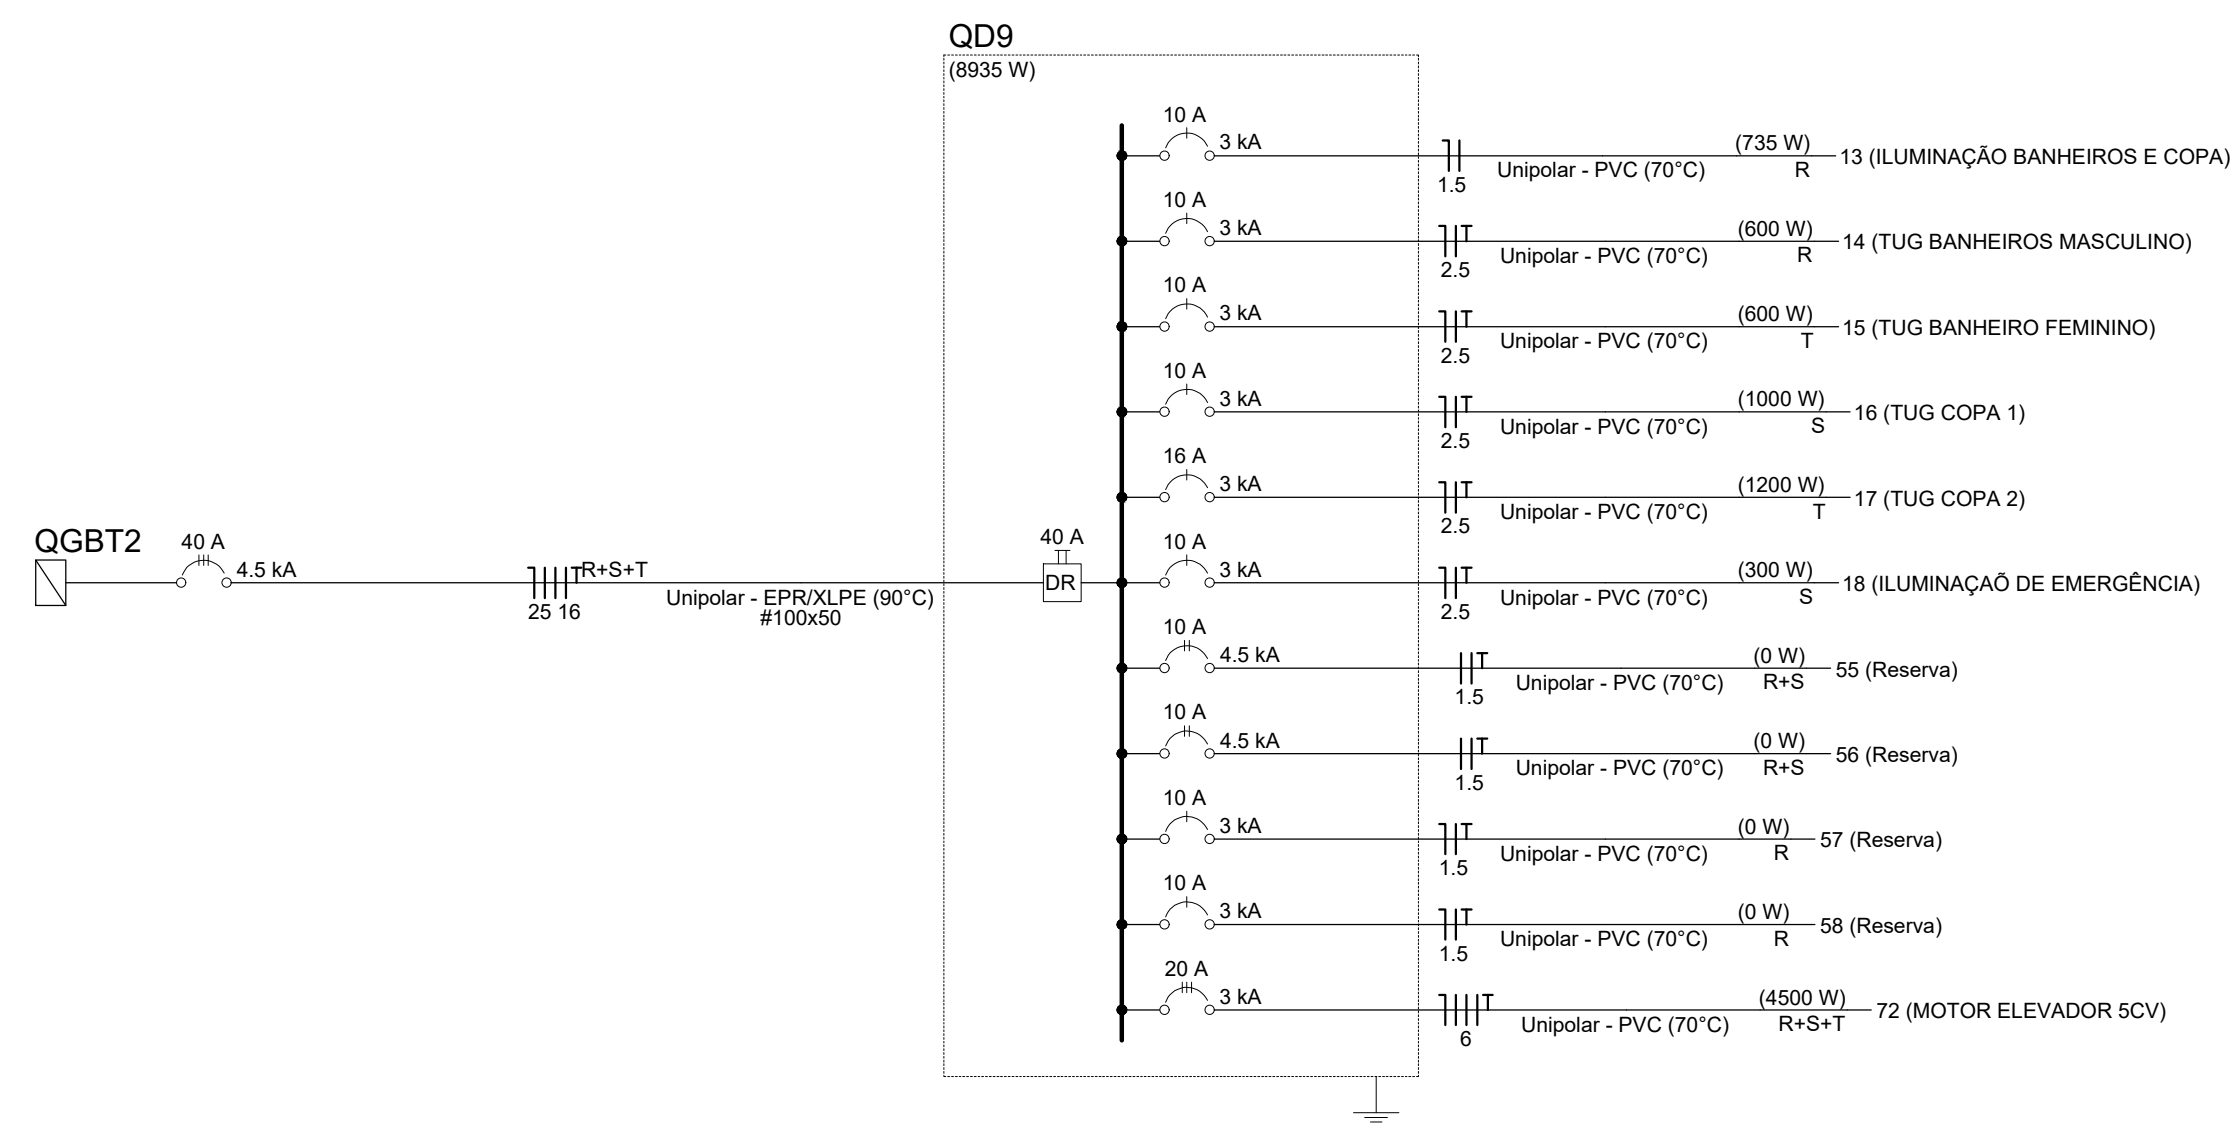 QD9
(8935 W)
10 A
3 kA
1.5
Unipolar - PVC (70°C)
(735 W)
R
13 (ILUMINAÇÃO BANHEIROS E COPA)
10 A
3 kA
T
2.5
Unipolar - PVC (70°C)
(600 W)
R
14 (TUG BANHEIROS MASCULINO)
10 A
3 kA
T
2.5
Unipolar - PVC (70°C)
(600 W)
T
15 (TUG BANHEIRO FEMININO)
10 A
3 kA
T
2.5
Unipolar - PVC (70°C)
(1000 W)
S
16 (TUG COPA 1)
16 A
3 kA
T
2.5
Unipolar - PVC (70°C)
(1200 W)
T
17 (TUG COPA 2)
QGBT2
40 A
4.5 kA
T
R+S+T
25 16
Unipolar - EPR/XLPE (90°C)
#100x50
40 A
DR
10 A
3 kA
T
2.5
Unipolar - PVC (70°C)
(300 W)
S
18 (ILUMINAÇAÕ DE EMERGÊNCIA)
10 A
4.5 kA
T
1.5
Unipolar - PVC (70°C)
(0 W)
R+S
55 (Reserva)
10 A
4.5 kA
T
1.5
Unipolar - PVC (70°C)
(0 W)
R+S
56 (Reserva)
10 A
3 kA
T
1.5
Unipolar - PVC (70°C)
(0 W)
R
57 (Reserva)
10 A
3 kA
T
1.5
Unipolar - PVC (70°C)
(0 W)
R
58 (Reserva)
20 A
3 kA
T
6
Unipolar - PVC (70°C)
(4500 W)
R+S+T
72 (MOTOR ELEVADOR 5CV)